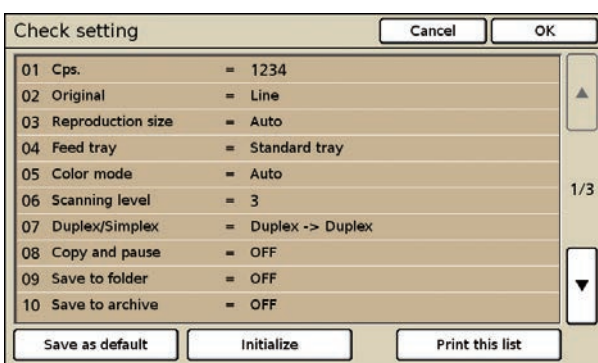 Check setting Cancel OK
01 Cps. = 1234
02 Original = Line
03 Reproduction size = Auto
04 Feed tray = Standard tray
05 Color mode = Auto
06 Scanning level = 3
1/3
07 Duplex/Simplex = Duplex -> Duplex
08 Copy and pause = OFF
09 Save to folder = OFF
10 Save to archive = OFF
Save as default Initialize Print this list